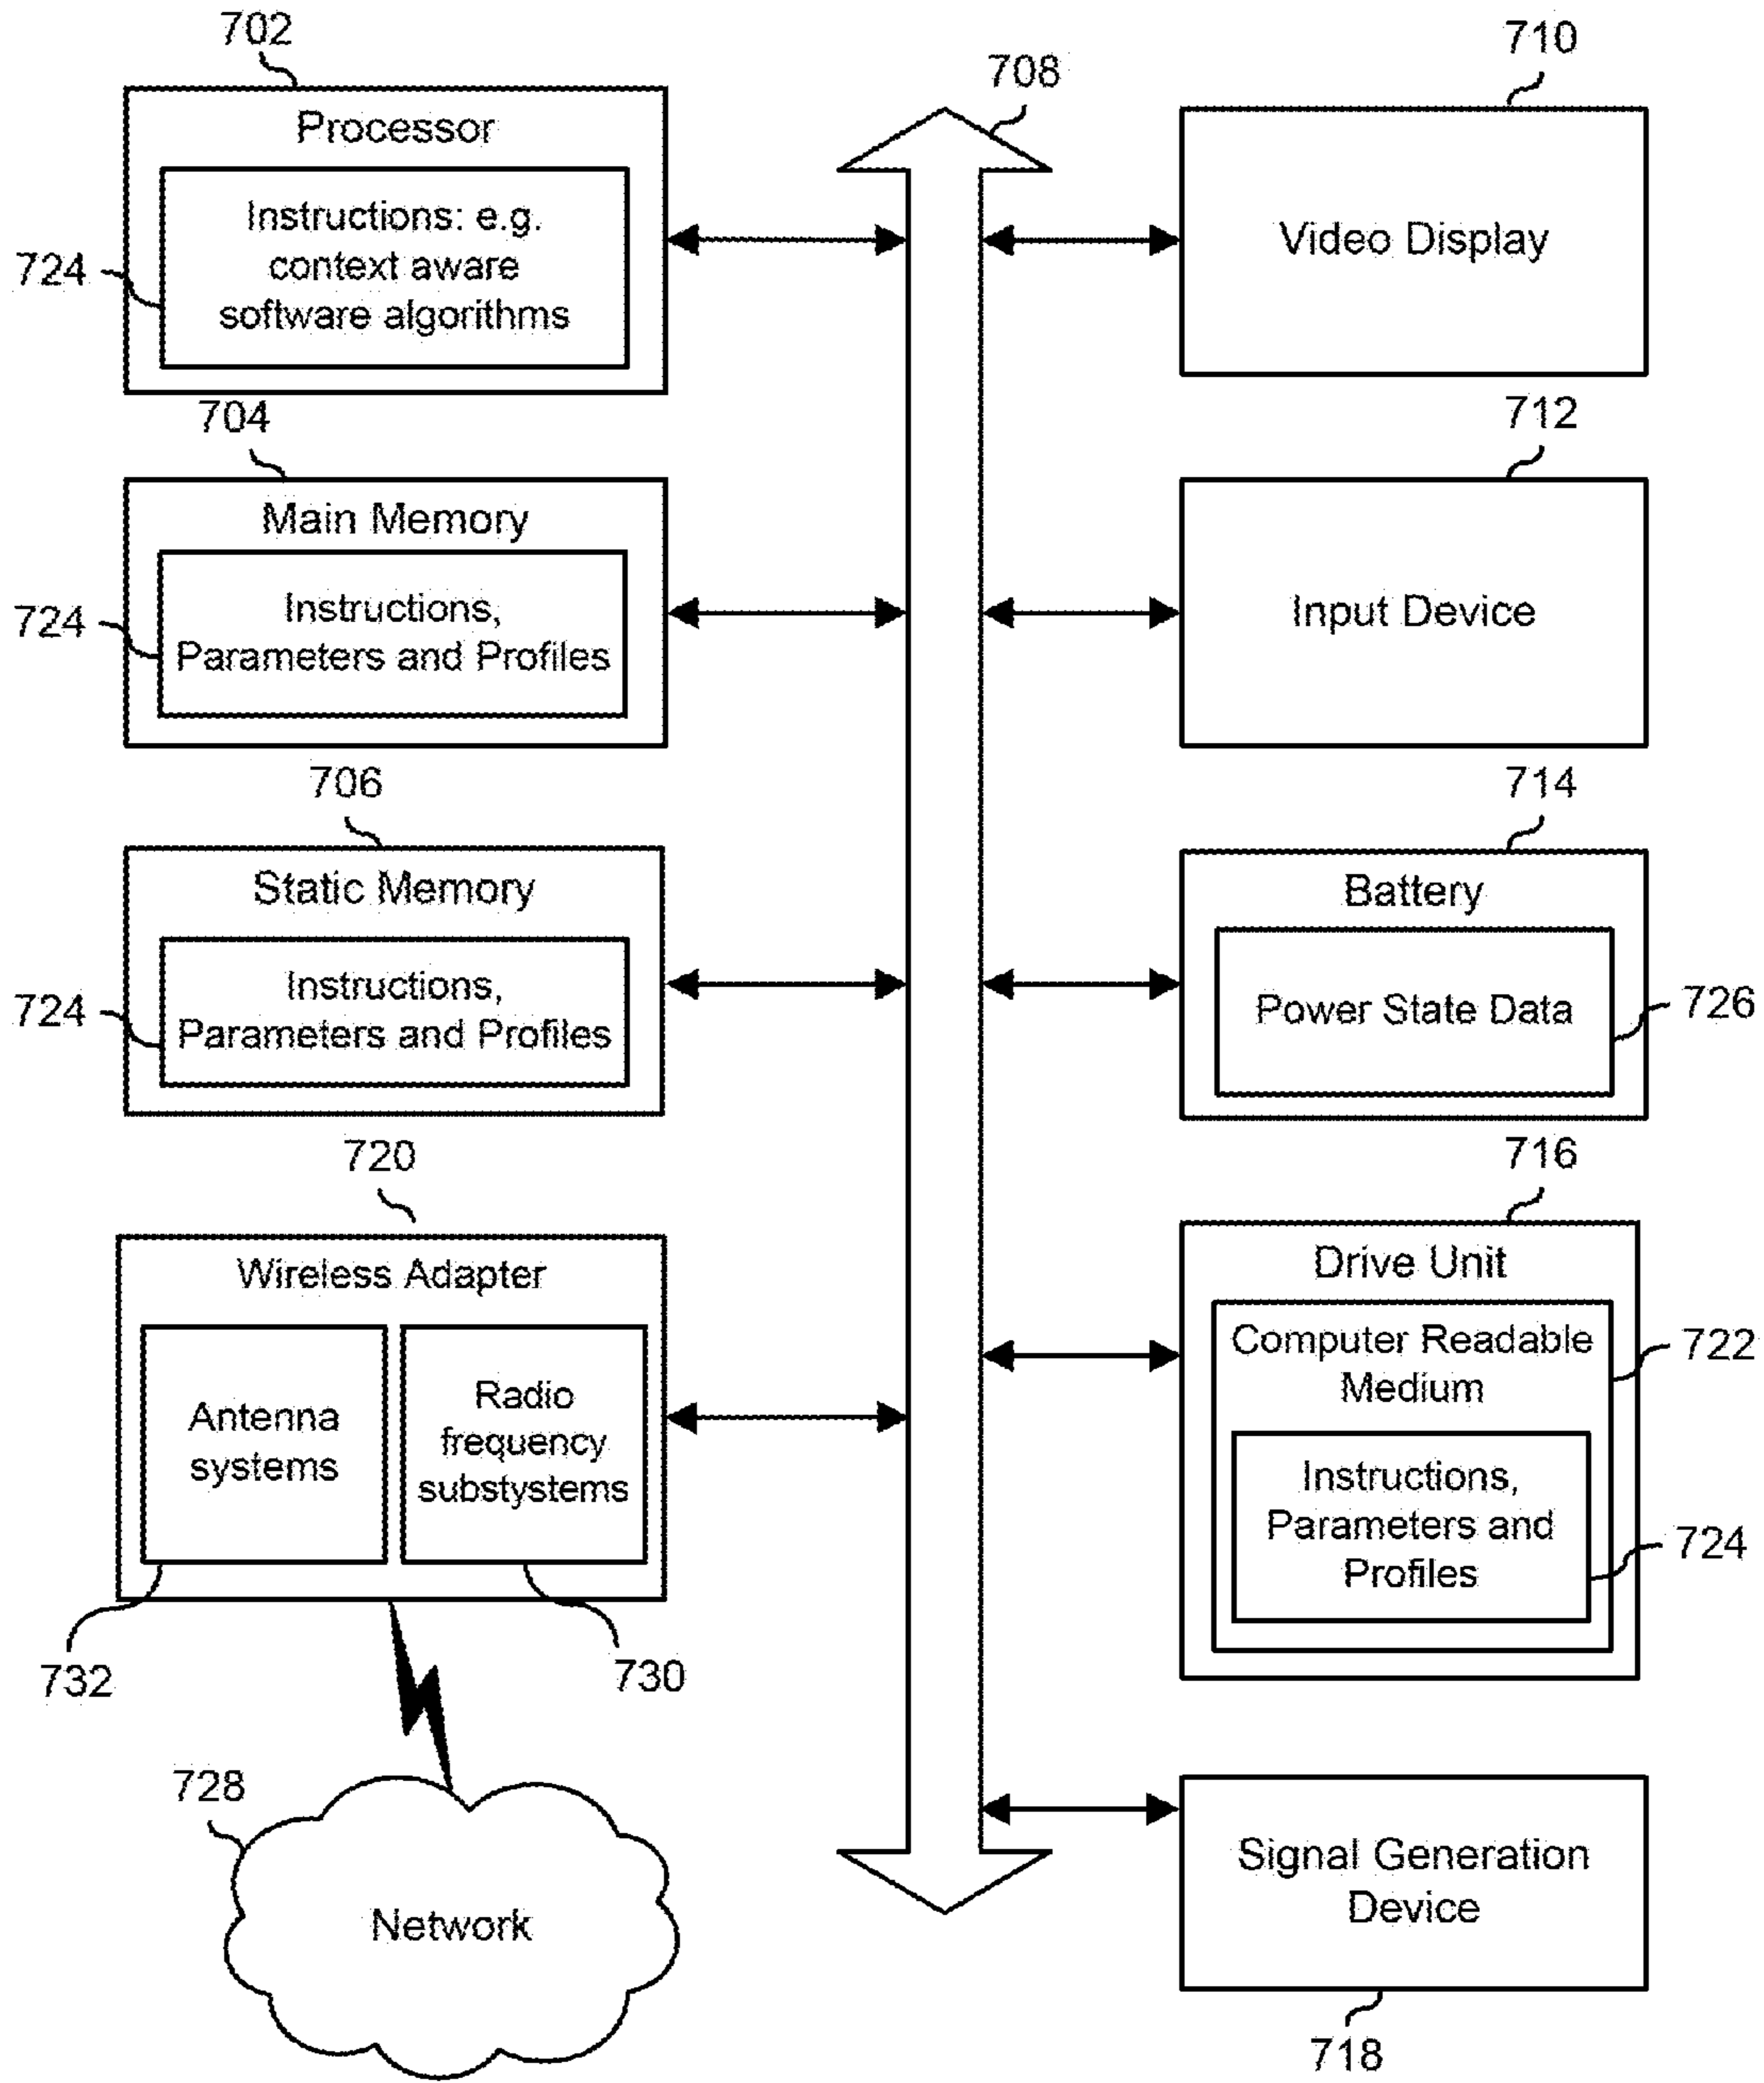 702
Processor
Instructions: e.g.
context aware
software algorithms
724
704
Main Memory
Instructions,
Parameters and Profiles
724
706
Static Memory
Instructions,
Parameters and Profiles
724
720
Wireless Adapter
Antenna
systems
Radio
frequency
substystems
732
730
728
Network
708
710
Video Display
712
Input Device
714
Battery
Power State Data
726
716
Drive Unit
Computer Readable
Medium
722
Instructions,
Parameters and
Profiles
724
Signal Generation
Device
718